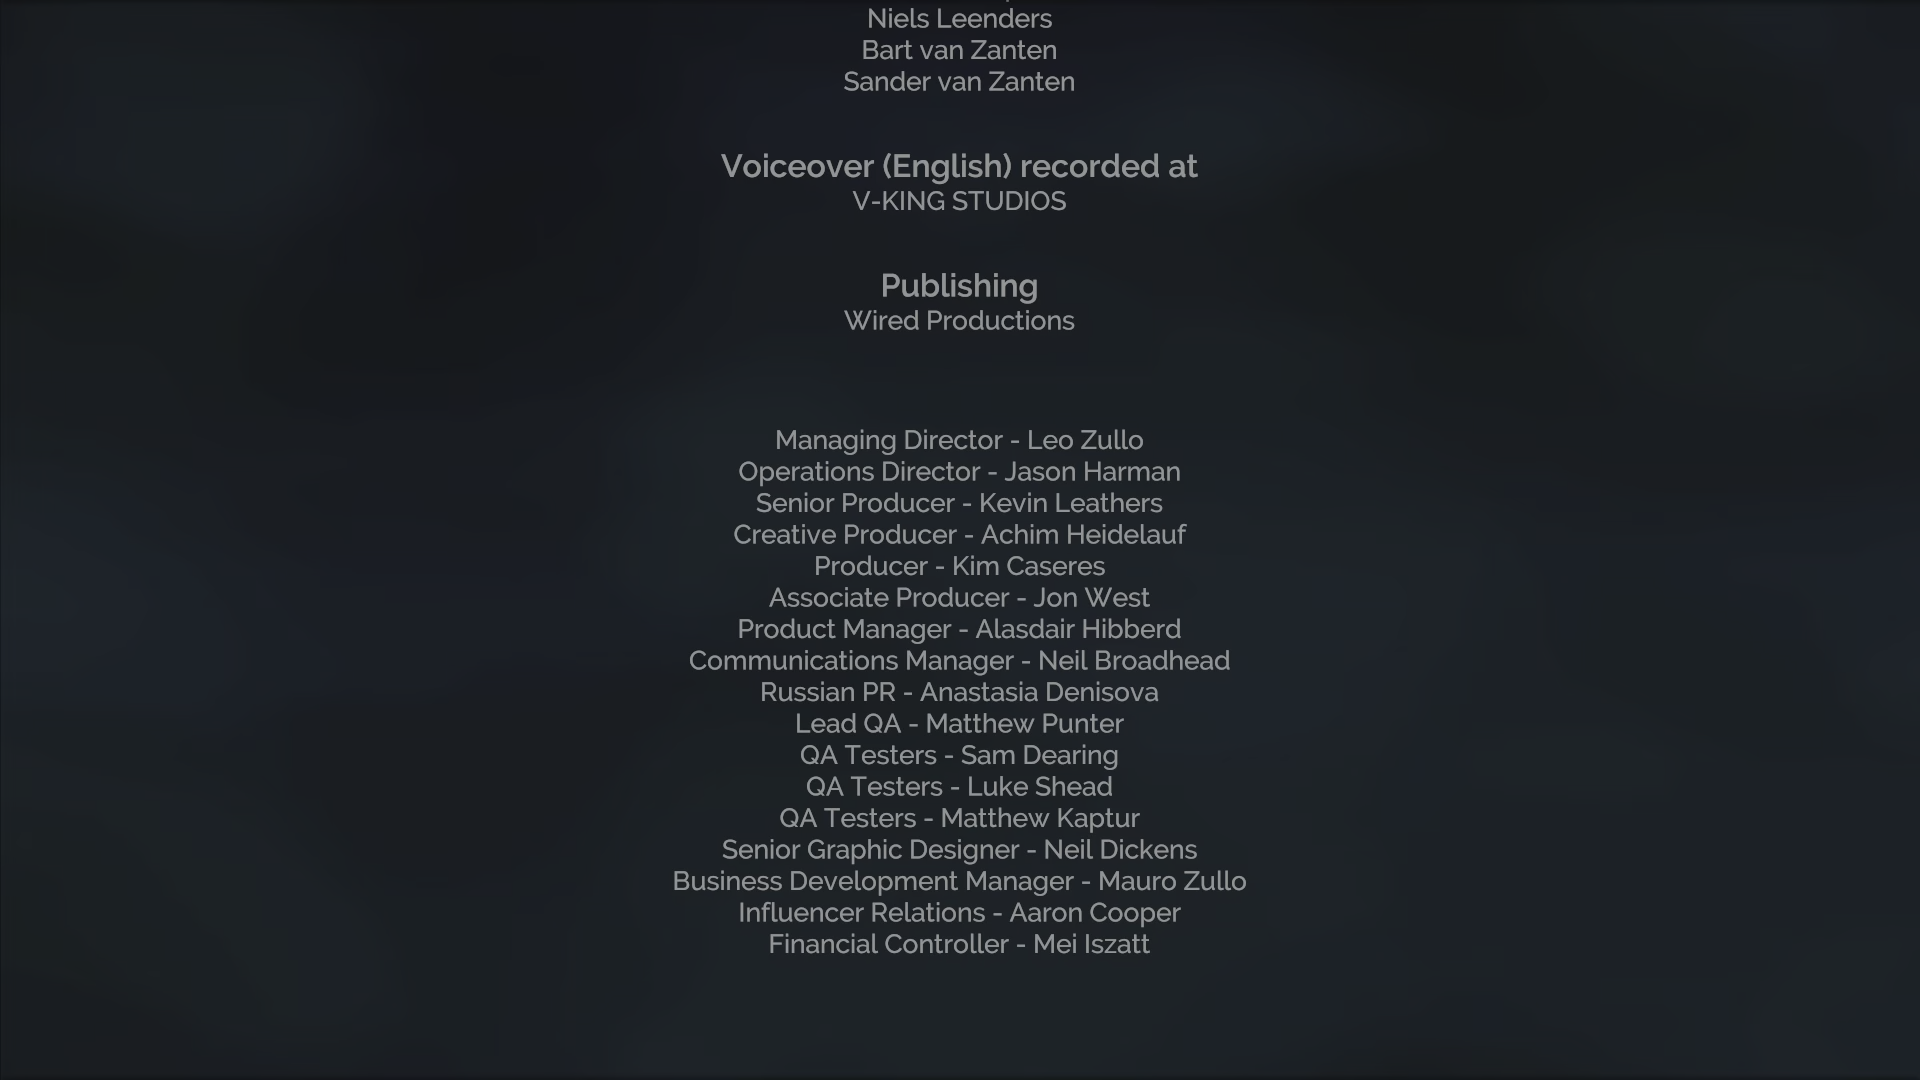 Niels Leenders
Bart van Zanten
Sander van Zanten
Voiceover (English) recorded at
V-KING STUDIOS
Publishing
Wired Productions
Managing Director - Leo Zullo
Operations Director - Jason Harman
Senior Producer - Kevin Leathers
Creative Producer - Achim Heidelauf
Producer - Kim Caseres
Associate Producer - Jon West
Product Manager - Alasdair Hibberd
Communications Manager - Neil Broadhead
Russian PR - Anastasia Denisova
Lead QA - Matthew Punter
QA Testers - Sam Dearing
QA Testers - Luke Shead
QA Testers - Matthew Kaptur
Senior Graphic Designer - Neil Dickens
Business Development Manager - Mauro Zullo
Influencer Relations - Aaron Cooper
Financial Controller - Mei Iszatt